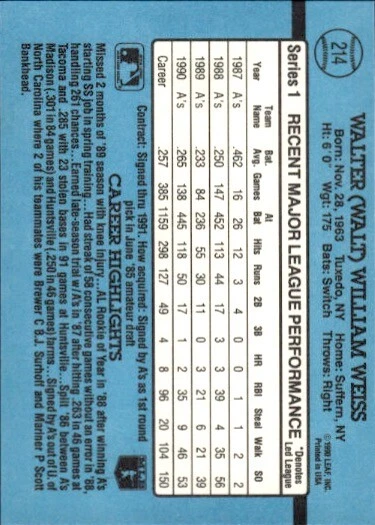 214
WALTER (WALT) WILLIAM WEISS
Born: Nov. 28, 1963 Tuxedo, NY Home: Suffern, NY
Ht: 6'0" Wgt: 175 Bats: Switch Throws: Right
© 1990 LEAF, INC.
Printed in USA
Series 1 RECENT MAJOR LEAGUE PERFORMANCE *Denotes Led League
Team Bat. At
Year Name Avg. Games Bat Hits Runs 2B 3B HR RBI Steal Walk SO
1987 A's .462 16 26 12 3 4 0 0 1 1 2 2
1988 A's .250 147 452 113 44 17 3 3 39 4 35 56
1989 A's .233 84 236 55 30 11 0 3 21 6 21 39
1990 A's .265 138 445 118 50 17 1 2 35 9 46 53
Career .257 385 1159 298 127 49 4 8 96 20 104 150
Contract: Signed thru 1991. How acquired: Signed by A's as 1st round
pick in June '85 amateur draft
CAREER HIGHLIGHTS
Missed 2 months of '89 season with knee injury...AL Rookie of Year in '88 after winning A's
starting SS job in spring training...Had streak of 58 consecutive games without an error in '88,
handling 261 chances...Earned late-season trial w/A's in '87 after hitting .263 in 46 games at
Tacoma and .285 with 23 stolen bases in 91 games at Huntsville...Split '86 between A's
Madison (.301 in 84 games) and Huntsville (.250 in 46 games) farms...Signed by A's out of U. of
North Carolina where 2 of his teammates were Brewer C B.J. Surhoff and Mariner P Scott
Bankhead.